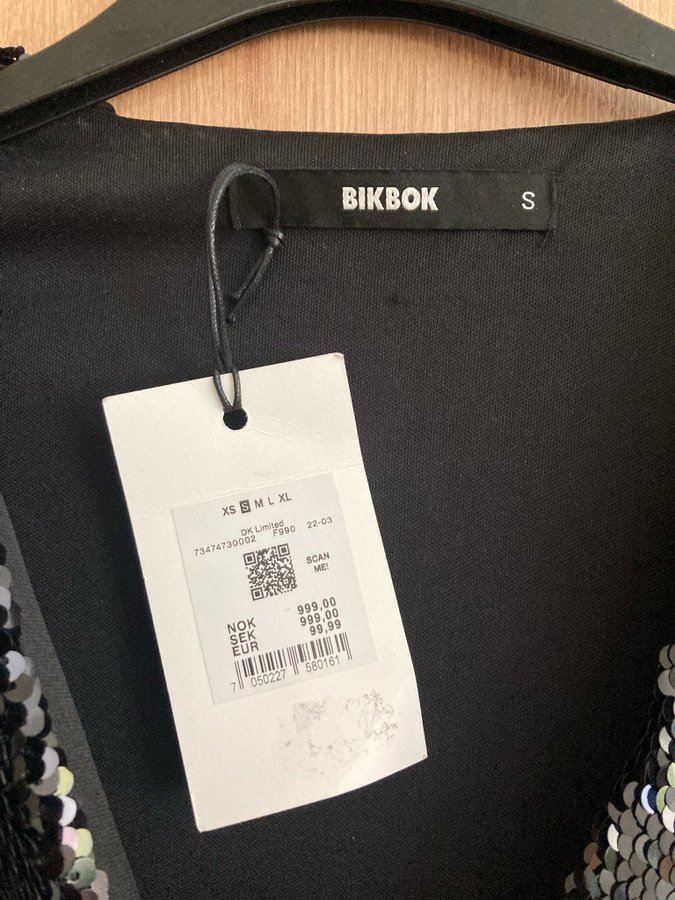 BIKBOK S
XS S M L XL
DK Limited
73474730002 F990 22-03
SCAN
ME!
NOK 999,00
SEK 999,00
EUR 99,99
7 050227 580161